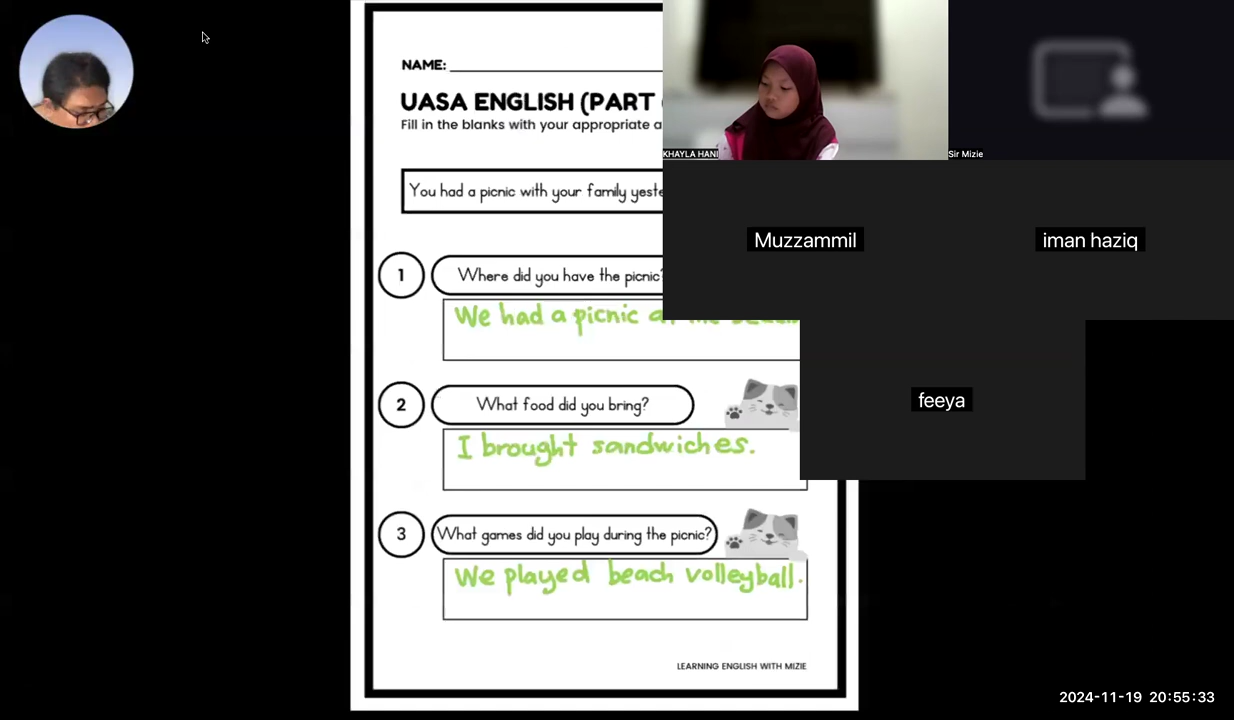 NAME:
UASA ENGLISH (PART
Fill in the blanks with your appropriate a
You had a picnic with your family yeste
1
Where did you have the picnic?
We had a picnic
2
What food did you bring?
I brought sandwiches.
3
What games did you play during the picnic?
We played beach volleyball.
LEARNING ENGLISH WITH MIZIE
KHAYLA HANI
Sir Mizie
Muzzammil
iman haziq
feeya
2024-11-19 20:55:33